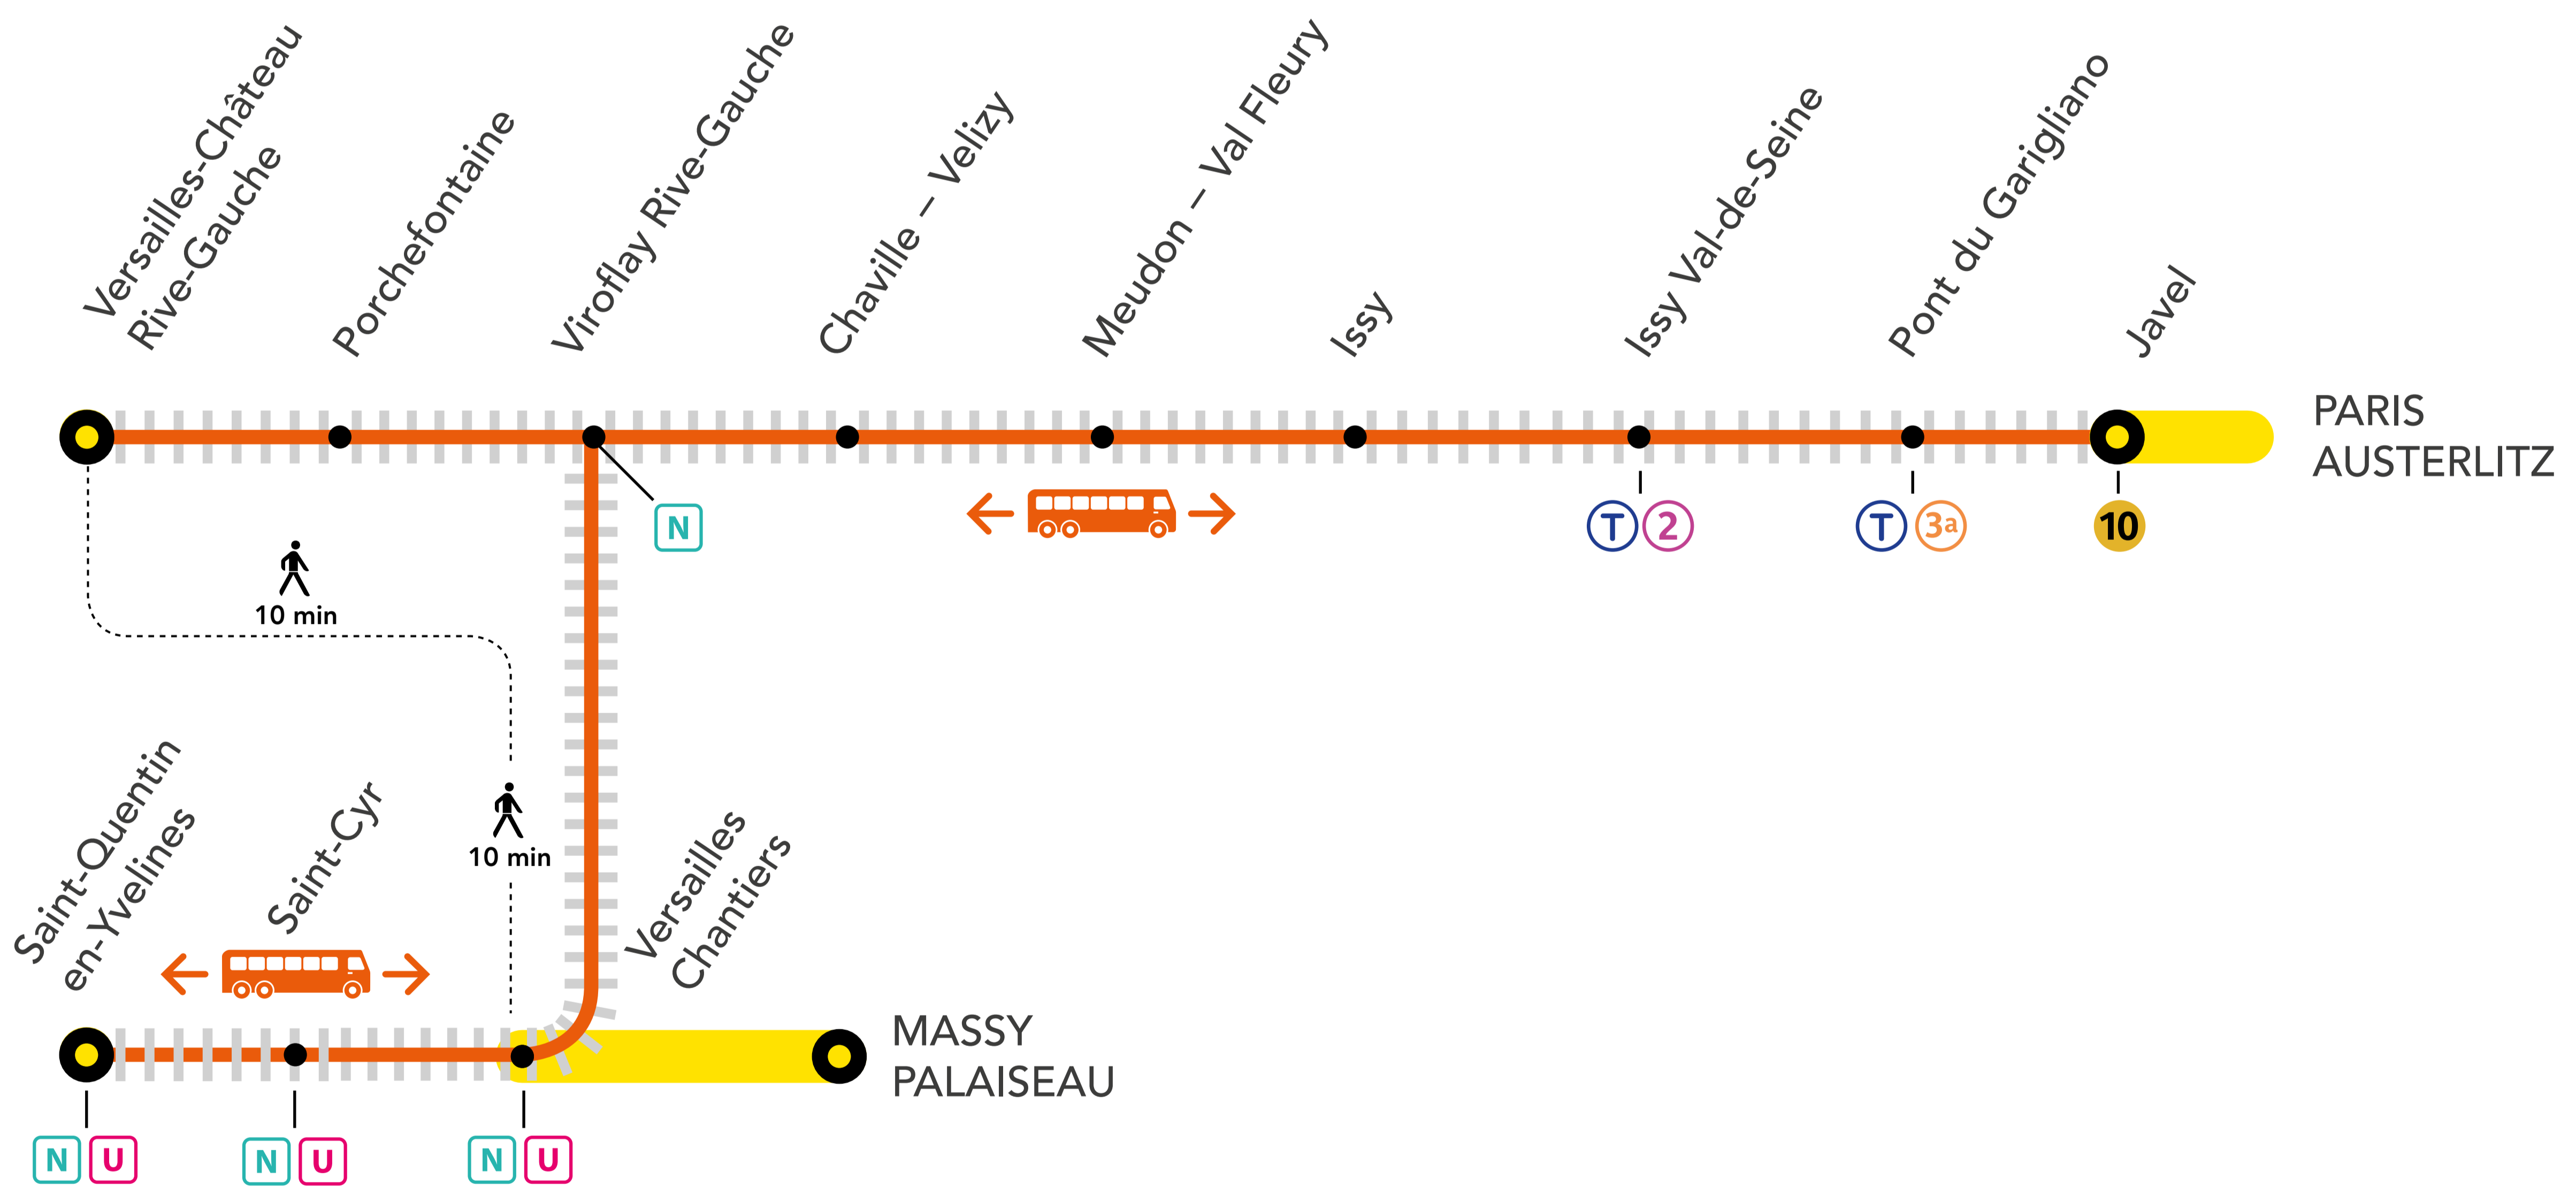 Versailles-Château
Rive-Gauche
Porchefontaine
Viroflay Rive-Gauche
Chaville – Velizy
Meudon – Val Fleury
Issy
Issy Val-de-Seine
Pont du Garigliano
Javel
PARIS
AUSTERLITZ
N
T 2
T 3a
10
10 min
10 min
Saint-Quentin
en-Yvelines
Saint-Cyr
Versailles
Chantiers
MASSY
PALAISEAU
N U
N U
N U